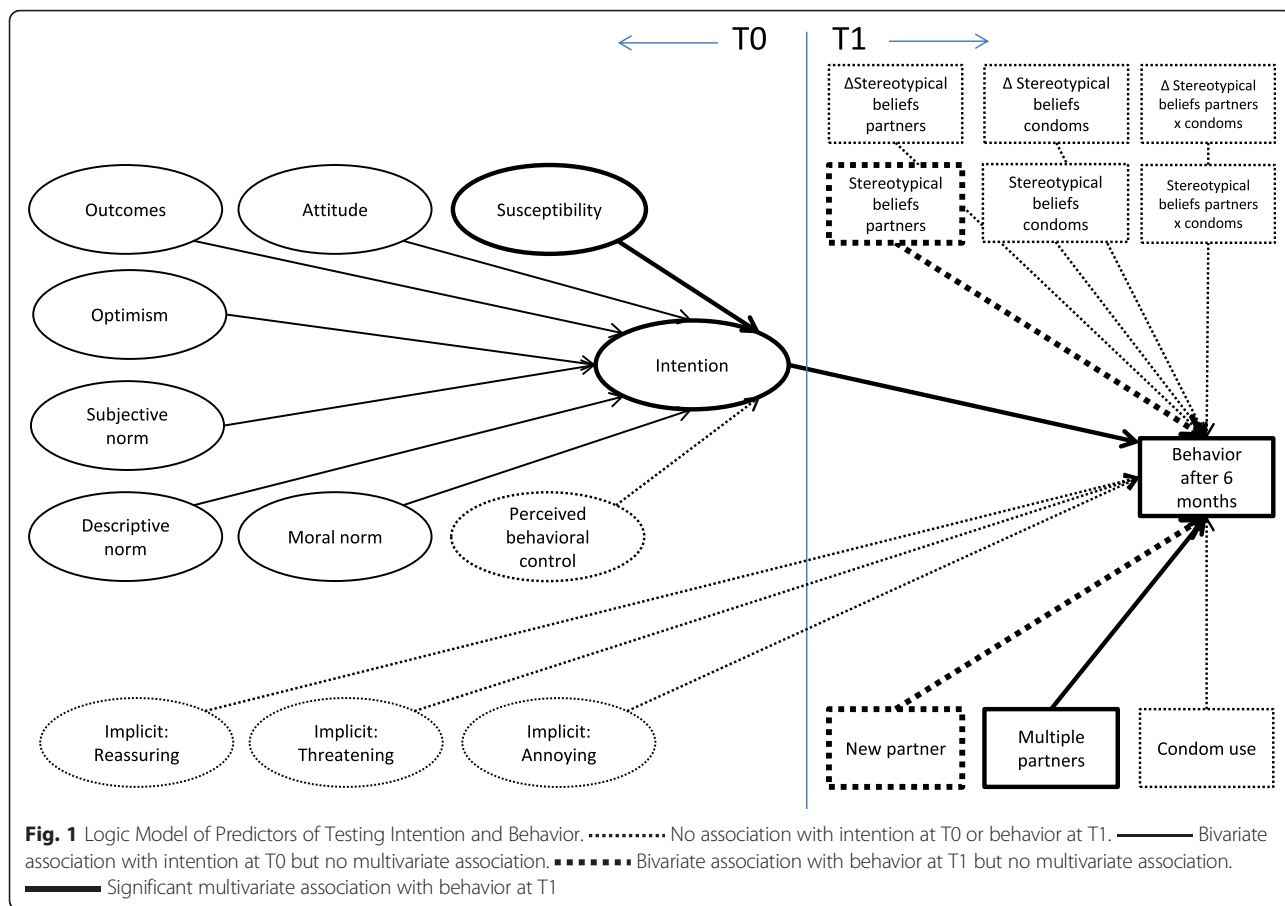 T0
T1
ΔStereotypical
beliefs
partners
Δ Stereotypical
beliefs
condoms
Δ Stereotypical
beliefs partners
x condoms
Outcomes
Attitude
Susceptibility
Stereotypical
beliefs
partners
Stereotypical
beliefs
condoms
Stereotypical
beliefs partners
x condoms
Optimism
Intention
Subjective
norm
Behavior
after 6
months
Descriptive
norm
Moral norm
Perceived
behavioral
control
Implicit:
Reassuring
Implicit:
Threatening
Implicit:
Annoying
New partner
Multiple
partners
Condom use
Fig. 1 Logic Model of Predictors of Testing Intention and Behavior. No association with intention at T0 or behavior at T1. Bivariate
association with intention at T0 but no multivariate association. Bivariate association with behavior at T1 but no multivariate association.
Significant multivariate association with behavior at T1